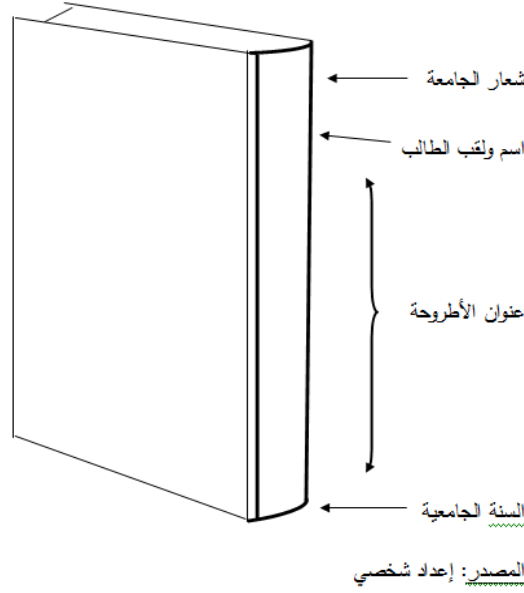 شعار الجامعة
اسم ولقب الطالب
عنوان الأطروحة
السنة الجامعية
المصدر: إعداد شخصي